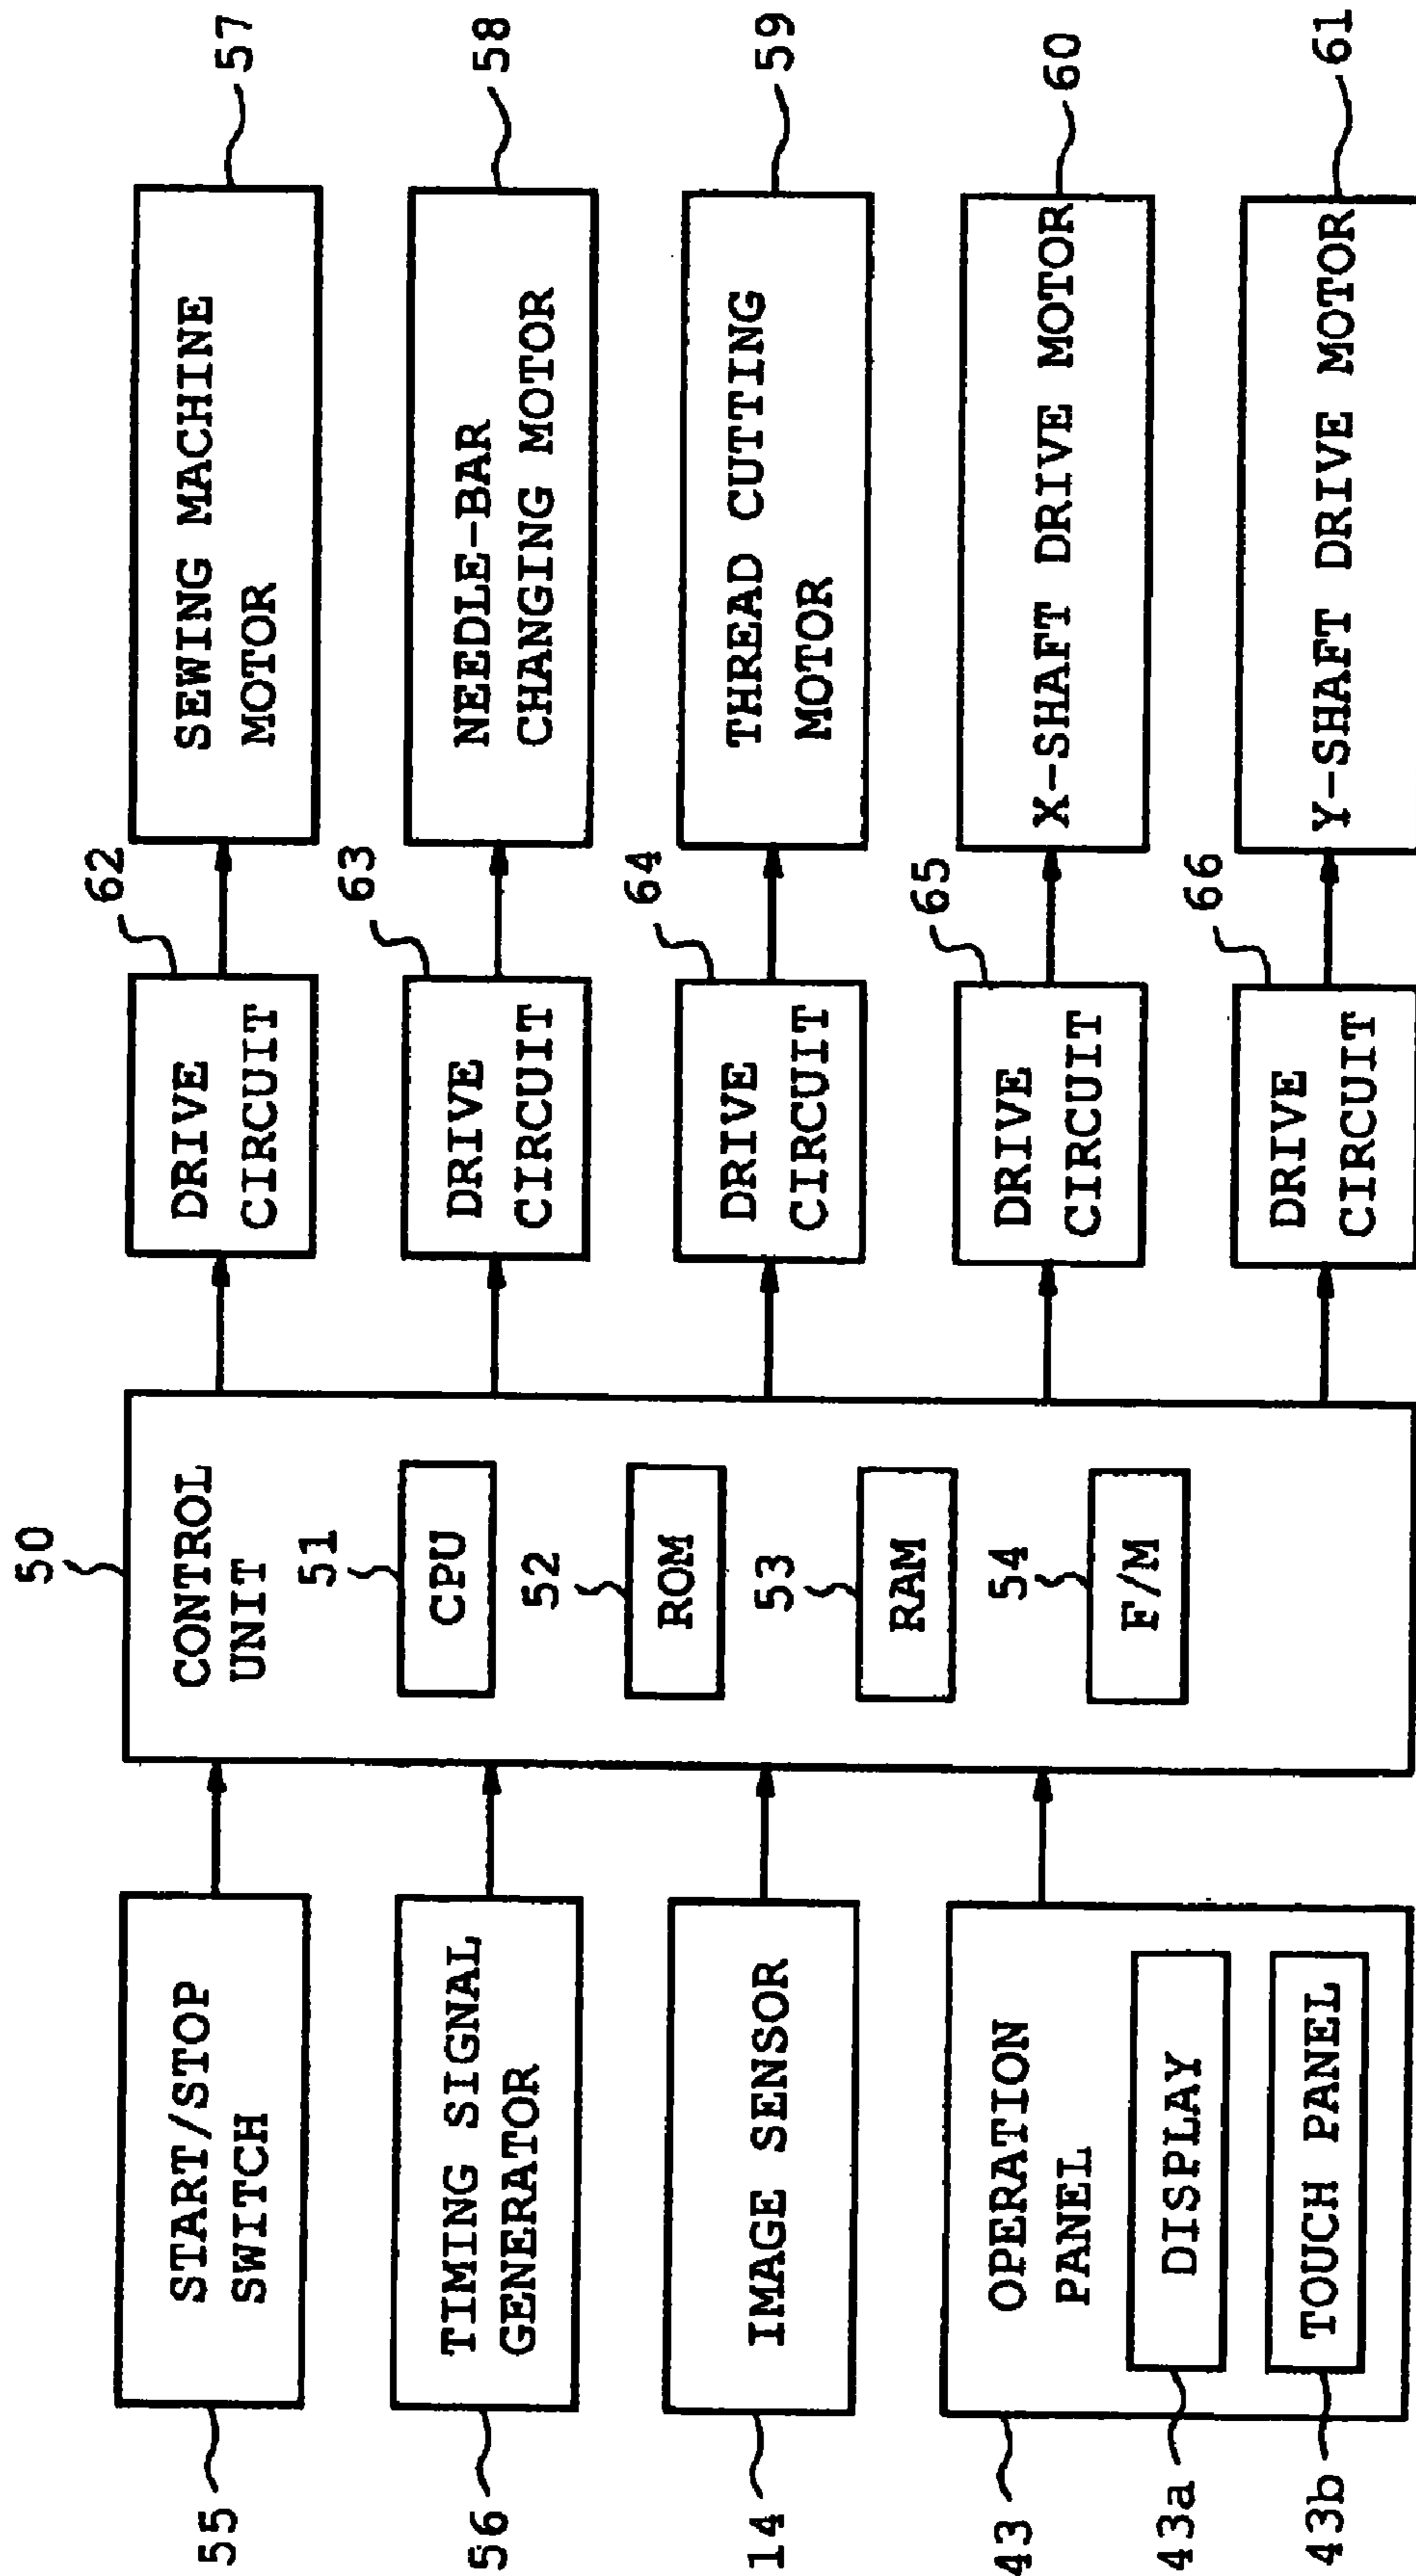 50
CONTROL
UNIT
51
CPU
52
ROM
53
RAM
54
F/M
55
START/STOP
SWITCH
56
TIMING SIGNAL
GENERATOR
14
IMAGE SENSOR
43
OPERATION
PANEL
43a
DISPLAY
43b
TOUCH PANEL
62
DRIVE
CIRCUIT
63
DRIVE
CIRCUIT
64
DRIVE
CIRCUIT
65
DRIVE
CIRCUIT
66
DRIVE
CIRCUIT
SEWING MACHINE
MOTOR
57
NEEDLE-BAR
CHANGING MOTOR
58
THREAD CUTTING
MOTOR
59
X-SHAFT DRIVE MOTOR
60
Y-SHAFT DRIVE MOTOR
61